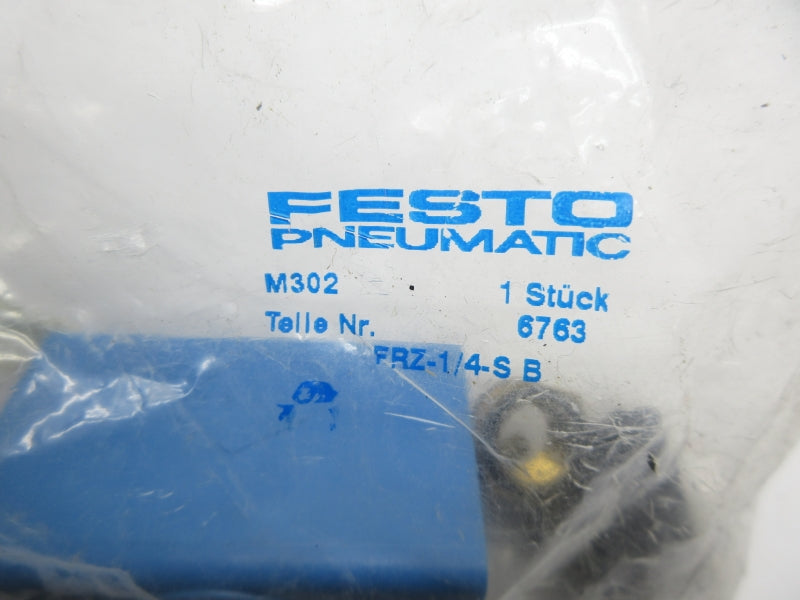 FESTO
PNEUMATIC
M302 1 Stück
Teile Nr. 6763
FRZ-1/4-S B